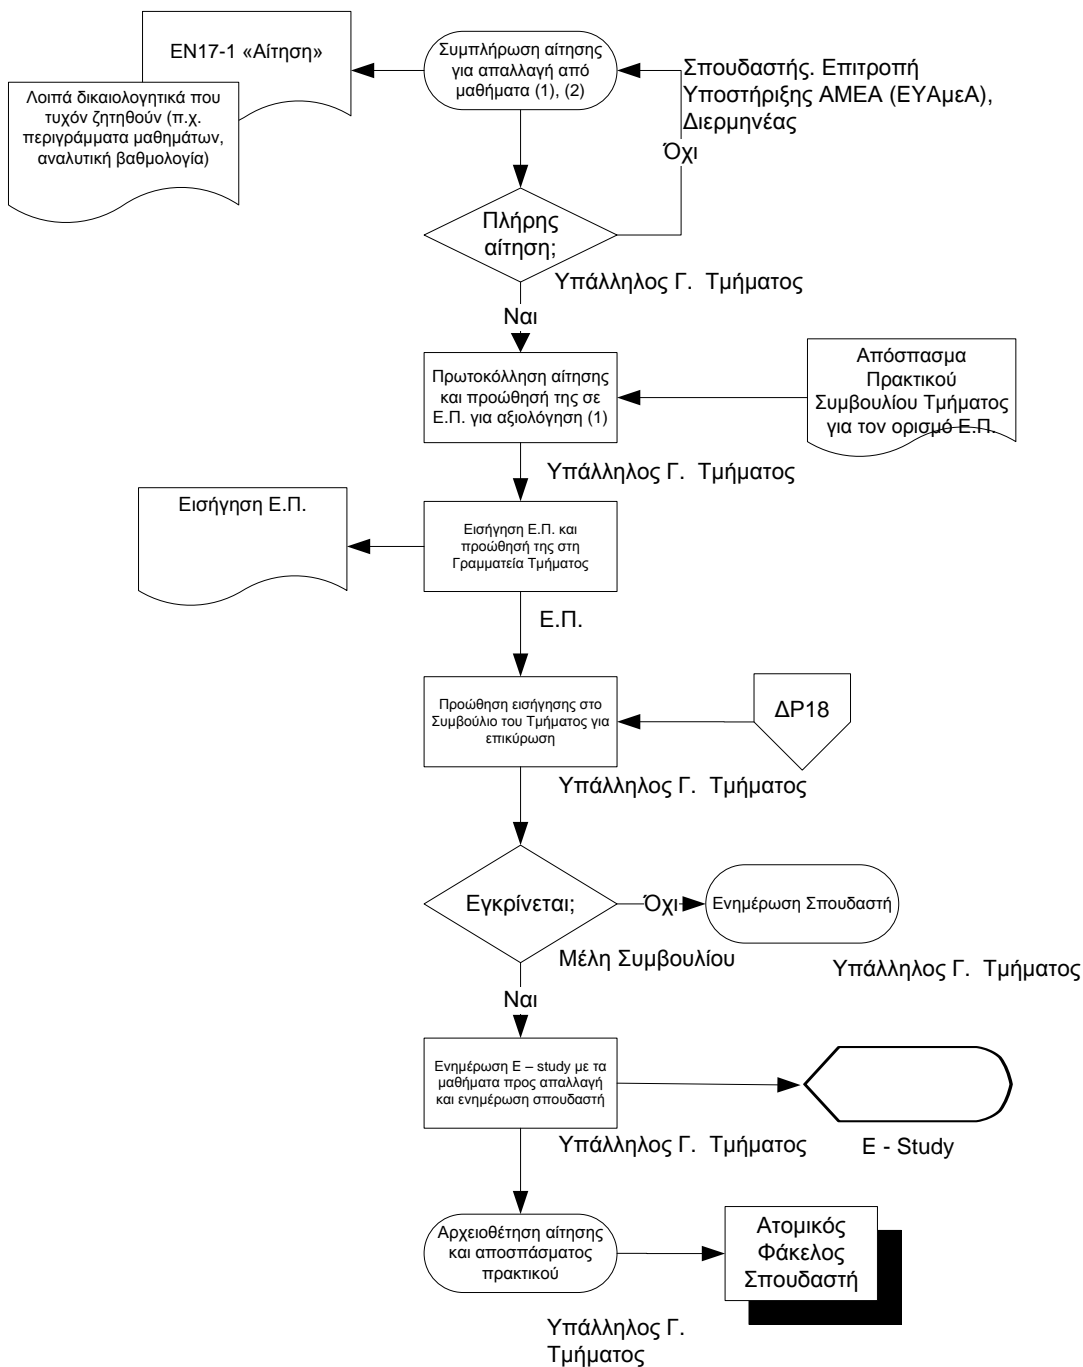 ΕΝ17-1 «Αίτηση»
Λοιπά δικαιολογητικά που
τυχόν ζητηθούν (π.χ.
περιγράμματα μαθημάτων,
αναλυτική βαθμολογία)
Συμπλήρωση αίτησης
για απαλλαγή από
μαθήματα (1), (2)
Σπουδαστής. Επιτροπή
Υποστήριξης ΑΜΕΑ (ΕΥΑμεΑ),
Διερμηνέας
Όχι
Πλήρης
αίτηση;
Υπάλληλος Γ. Τμήματος
Ναι
Πρωτοκόλληση αίτησης
και προώθησή της σε
Ε.Π. για αξιολόγηση (1)
Απόσπασμα
Πρακτικού
Συμβουλίου Τμήματος
για τον ορισμό Ε.Π.
Υπάλληλος Γ. Τμήματος
Εισήγηση Ε.Π.
Εισήγηση Ε.Π. και
προώθησή της στη
Γραμματεία Τμήματος
Ε.Π.
Προώθηση εισήγησης στο
Συμβούλιο του Τμήματος για
επικύρωση
ΔΡ18
Υπάλληλος Γ. Τμήματος
Εγκρίνεται;
Όχι
Ενημέρωση Σπουδαστή
Μέλη Συμβουλίου
Υπάλληλος Γ. Τμήματος
Ναι
Ενημέρωση E – study με τα
μαθήματα προς απαλλαγή
και ενημέρωση σπουδαστή
Υπάλληλος Γ. Τμήματος
E - Study
Αρχειοθέτηση αίτησης
και αποσπάσματος
πρακτικού
Ατομικός
Φάκελος
Σπουδαστή
Υπάλληλος Γ.
Τμήματος